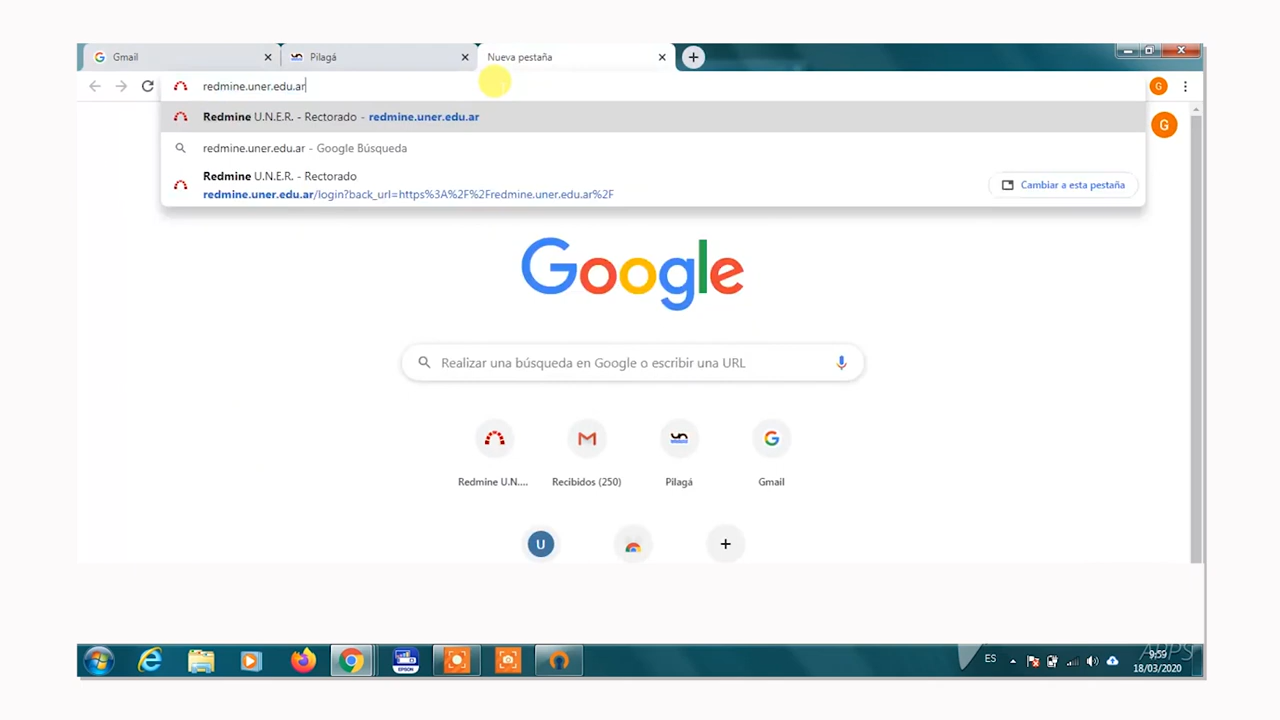 Gmail
Pilagá
Nueva pestaña
redmine.uner.edu.ar
G
Redmine U.N.E.R. - Rectorado - redmine.uner.edu.ar
G
redmine.uner.edu.ar - Google Búsqueda
Redmine U.N.E.R. - Rectorado
redmine.uner.edu.ar/login?back_url=https%3A%2F%2Fredmine.uner.edu.ar%2F
Cambiar a esta pestaña
Google
Realizar una búsqueda en Google o escribir una URL
Redmine U.N....
Recibidos (250)
Pilagá
Gmail
U
EPSON
ES
APPS
9:59
18/03/2020